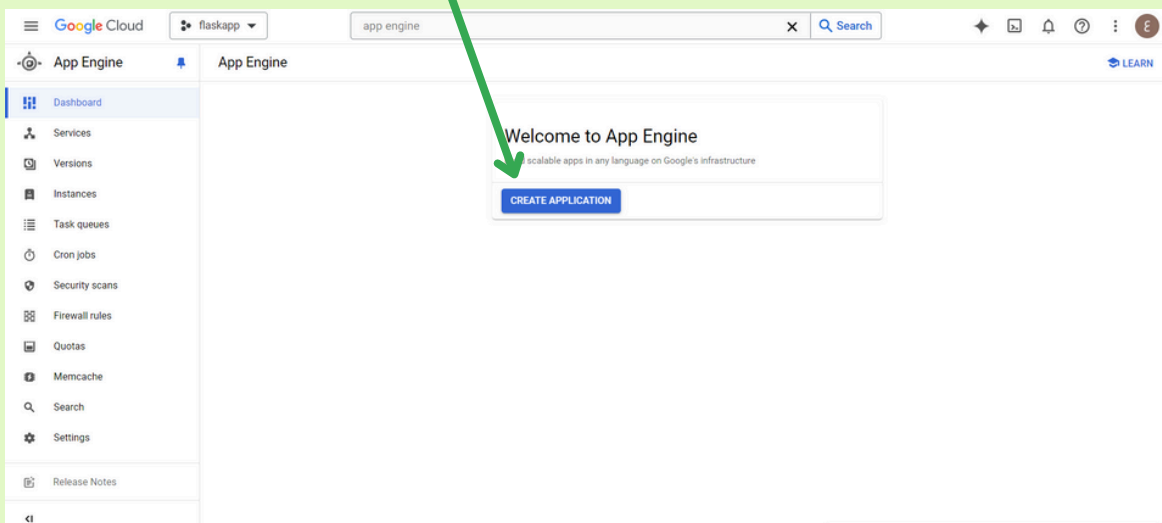 Google Cloud
flaskapp
app engine
Search
ε
App Engine
App Engine
LEARN
Dashboard
Services
Versions
Instances
Task queues
Cron jobs
Security scans
Firewall rules
Quotas
Memcache
Search
Settings
Release Notes
Welcome to App Engine
scalable apps in any language on Google's infrastructure
CREATE APPLICATION